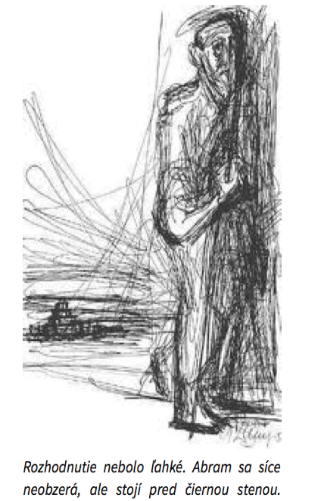 Rozhodnutie nebolo ľahké. Abram sa síce
neobzerá, ale stojí pred čiernou stenou.